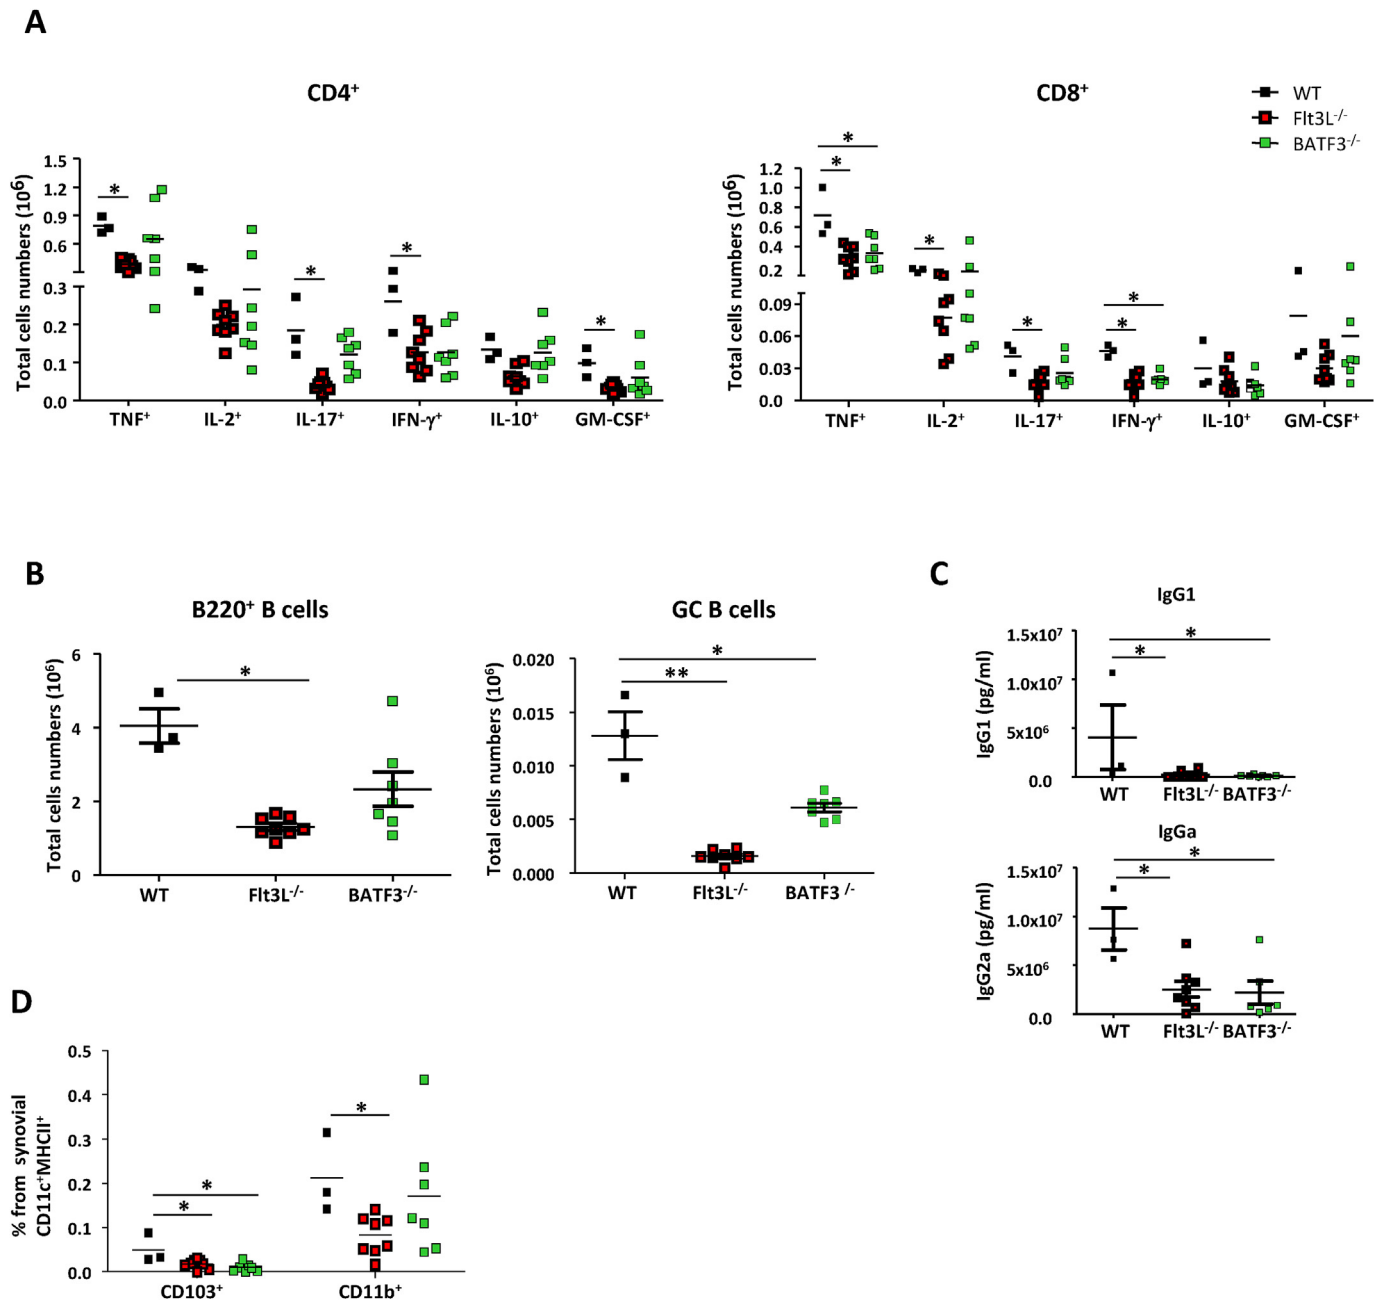 A
CD4⁺
CD8⁺
WT
Flt3L⁻/⁻
BATF3⁻/⁻
Total cells numbers (10⁶)
1.5
1.2
0.9
0.6
0.3
0.2
0.1
0.0
*
*
*
*
TNF⁺ IL-2⁺ IL-17⁺ IFN-γ⁺ IL-10⁺ GM-CSF⁺
Total cells numbers (10⁶)
1.2
1.0
0.8
0.6
0.4
0.2
0.09
0.06
0.03
0.0
*
*
*
*
*
*
TNF⁺ IL-2⁺ IL-17⁺ IFN-γ⁺ IL-10⁺ GM-CSF⁺
B
B220⁺ B cells
Total cells numbers (10⁶)
6
4
2
0
*
WT Flt3L⁻/⁻ BATF3⁻/⁻
GC B cells
Total cells numbers (10⁶)
0.020
0.015
0.010
0.005
0.000
*
**
WT Flt3L⁻/⁻ BATF3 ⁻/⁻
C
IgG1
IgG1 (pg/ml)
1.5x10⁷
1.0x10⁷
5x10⁶
0.0
*
*
WT Flt3L⁻/⁻ BATF3⁻/⁻
IgGa
IgG2a (pg/ml)
1.5x10⁷
1.0x10⁷
5x10⁶
0.0
*
*
WT Flt3L⁻/⁻ BATF3⁻/⁻
D
% from synovial
CD11c⁺MHCII⁺
0.5
0.4
0.3
0.2
0.1
0.0
*
*
*
CD103⁺ CD11b⁺